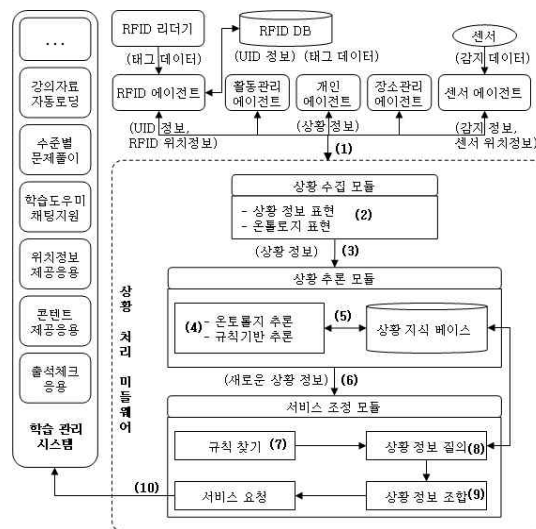 ...
강의자료
자동로딩
수준별
문제풀이
학습도우미
채팅지원
위치정보
제공응용
콘텐트
제공응용
출석체크
응용
학습 관리
시스템
RFID 리더기
(태그 데이터)
RFID DB
(UID 정보) (태그 데이터)
센서
(감지 데이터)
RFID 에이전트
활동관리
에이전트
개인
에이전트
장소관리
에이전트
센서 에이전트
(UID 정보,
RFID 위치정보)
(상황 정보)
(감지 정보,
센서 위치정보)
(1)
상황 처리 미들웨어
상황 수집 모듈
- 상황 정보 표현
- 온톨로지 표현
(2)
(상황 정보)
(3)
상황 추론 모듈
(4)
- 온토롤지 추론
- 규칙기반 추론
(5)
상황 지식 베이스
(새로운 상황 정보)
(6)
서비스 조정 모듈
규칙 찾기
(7)
상황 정보 질의
(8)
서비스 요청
상황 정보 조합
(9)
(10)